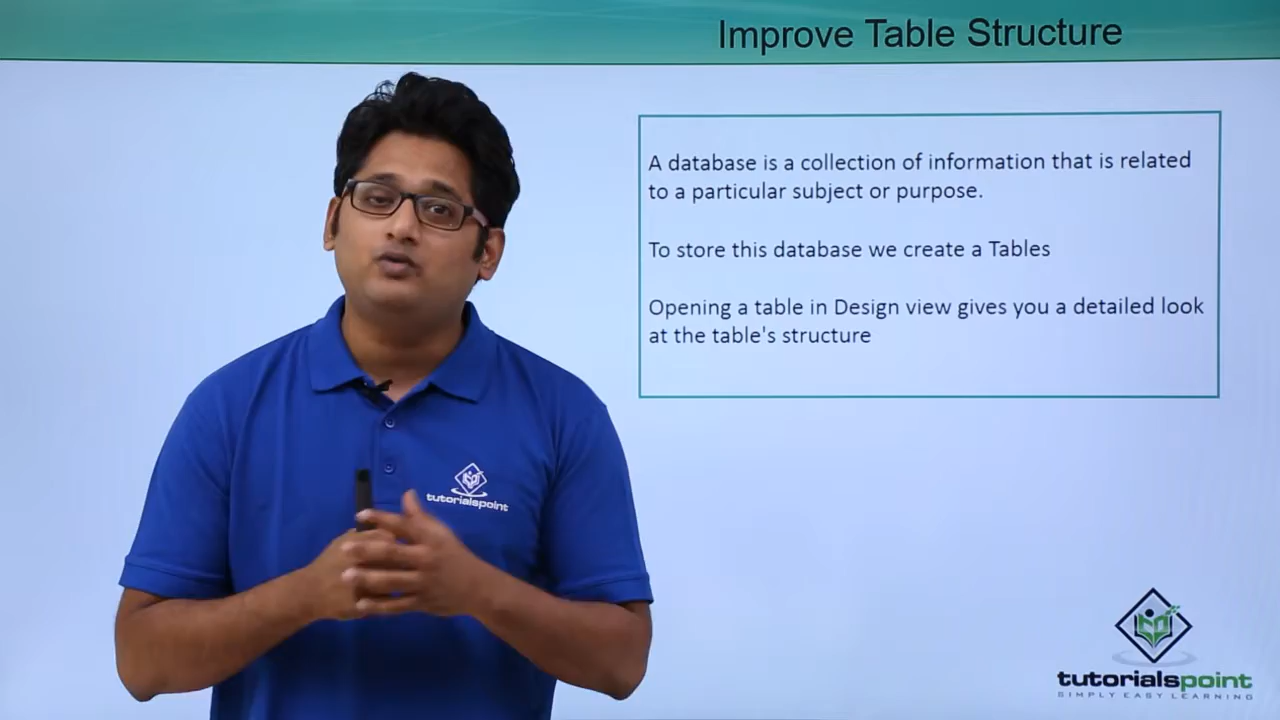 Improve Table Structure
A database is a collection of information that is related
to a particular subject or purpose.
To store this database we create a Tables
Opening a table in Design view gives you a detailed look
at the table's structure
tutorialspoint
tutorialspoint
SIMPLY EASY LEARNING